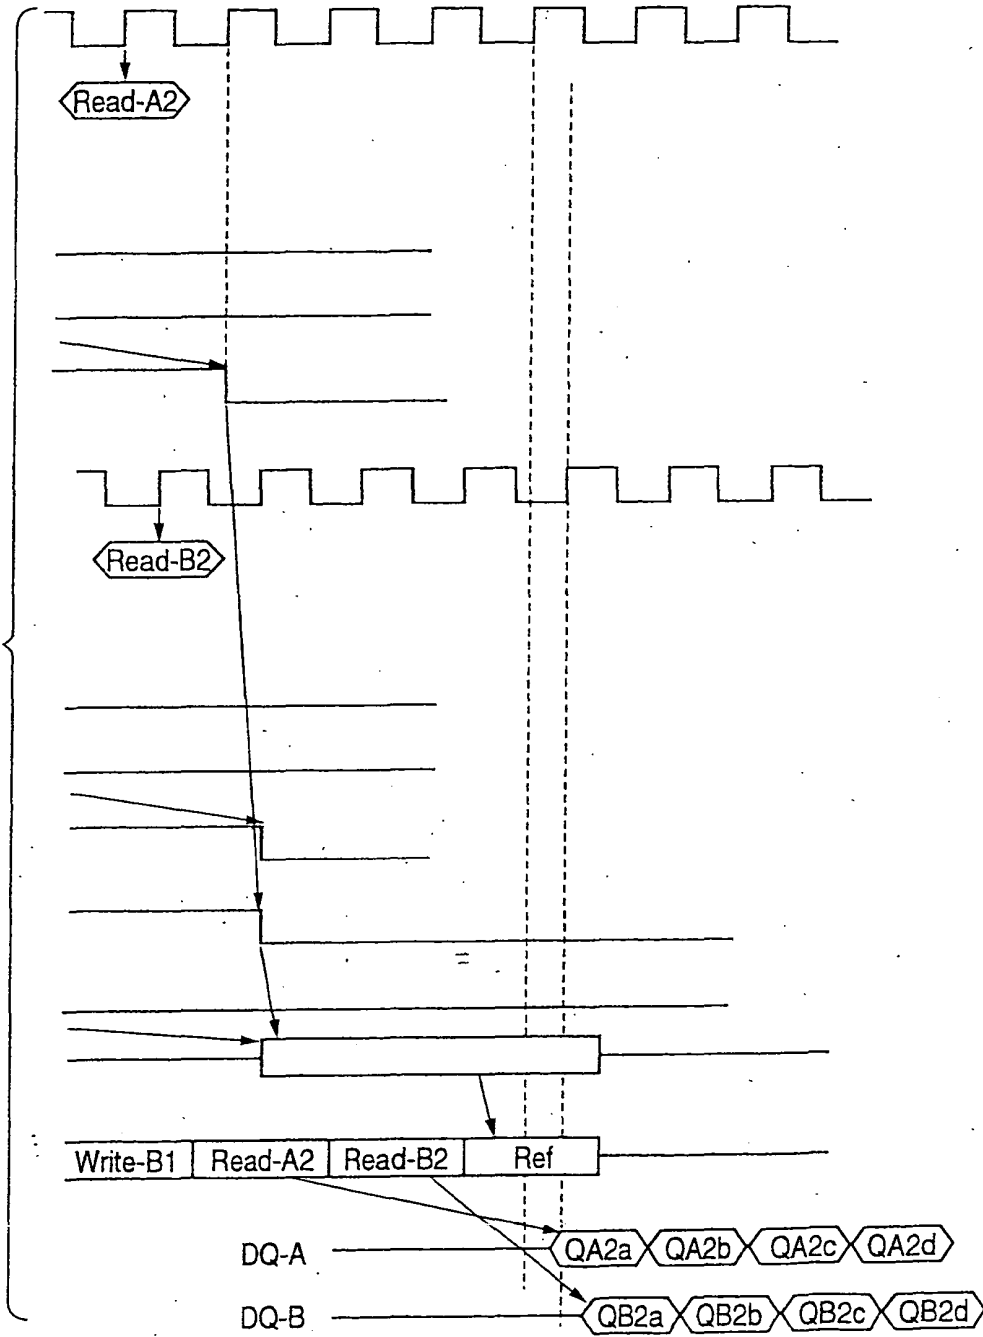 Read-A2
Read-B2
Write-B1 Read-A2 Read-B2 Ref
DQ-A QA2a QA2b QA2c QA2d
DQ-B QB2a QB2b QB2c QB2d